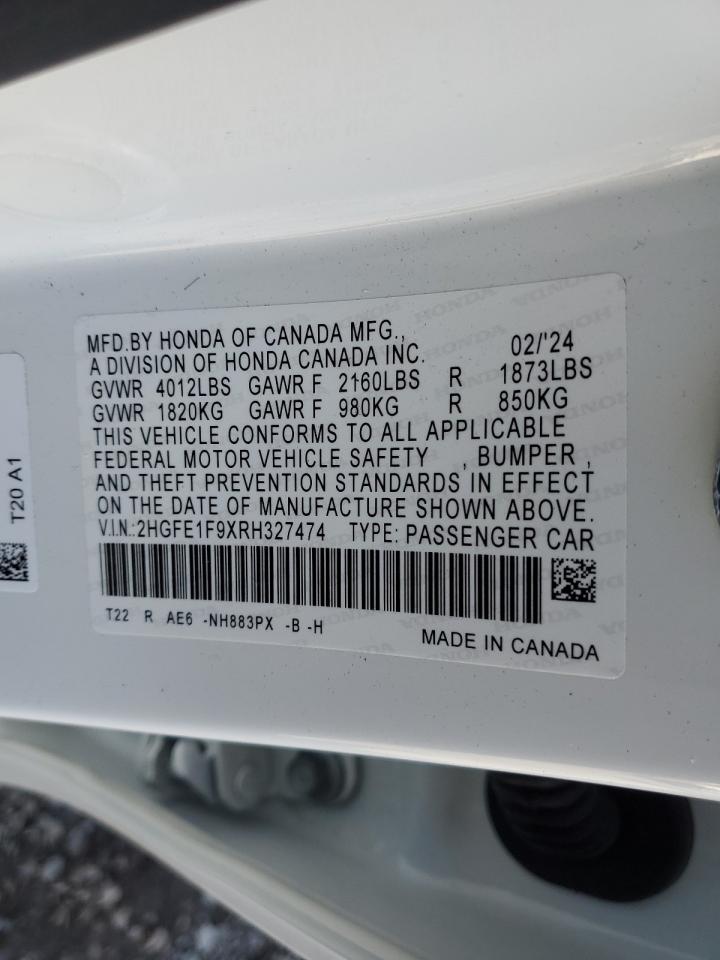 MFD.BY HONDA OF CANADA MFG.,
A DIVISION OF HONDA CANADA INC. 02/'24
GVWR 4012LBS GAWR F 2160LBS R 1873LBS
GVWR 1820KG GAWR F 980KG R 850KG
THIS VEHICLE CONFORMS TO ALL APPLICABLE
FEDERAL MOTOR VEHICLE SAFETY , BUMPER ,
AND THEFT PREVENTION STANDARDS IN EFFECT
ON THE DATE OF MANUFACTURE SHOWN ABOVE.
V.I.N.:2HGFE1F9XRH327474 TYPE: PASSENGER CAR
T22 R AE6 -NH883PX -B -H
MADE IN CANADA
T20 A1